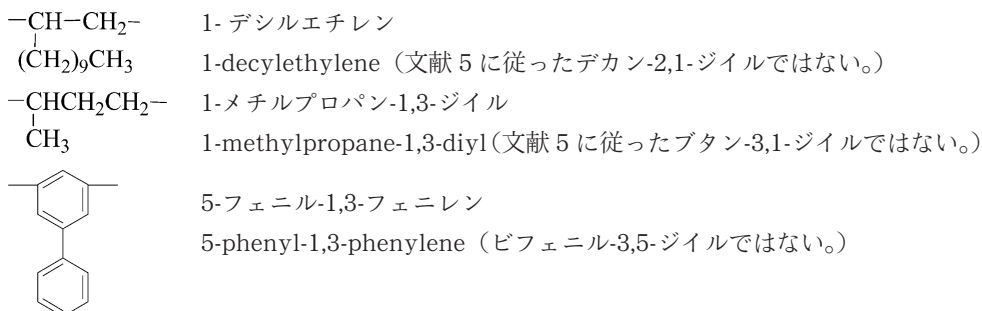 −CH−CH₂−
(CH₂)₉CH₃
1- デシルエチレン
1-decylethylene（文献 5 に従ったデカン-2,1-ジイルではない。）
−CHCH₂CH₂−
CH₃
1-メチルプロパン-1,3-ジイル
1-methylpropane-1,3-diyl（文献 5 に従ったブタン-3,1-ジイルではない。）
5-フェニル-1,3-フェニレン
5-phenyl-1,3-phenylene（ビフェニル-3,5-ジイルではない。）